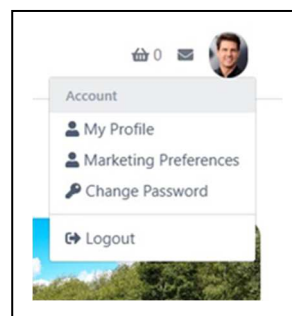 0
Account
My Profile
Marketing Preferences
Change Password
Logout